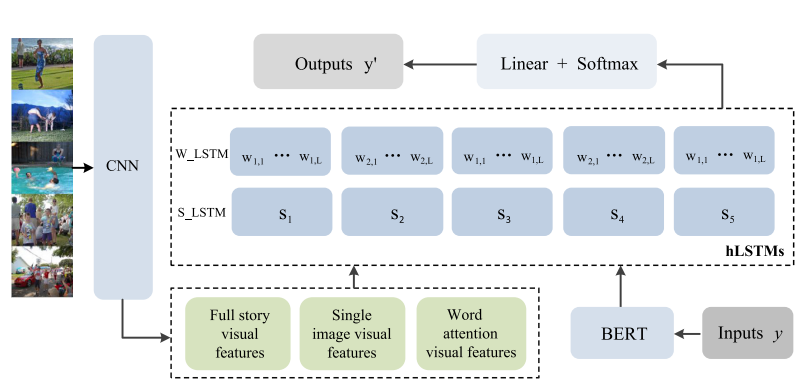 Outputs y'
Linear + Softmax
CNN
W_LSTM
w1,1 ••• w1,L
w2,1 ••• w2,L
w1,1 ••• w1,L
w2,1 ••• w2,L
w1,1 ••• w1,L
S_LSTM
s1
s2
s3
s4
s5
hLSTMs
Full story
visual
features
Single
image visual
features
Word
attention
visual features
BERT
Inputs y